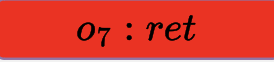 o₇ : ret